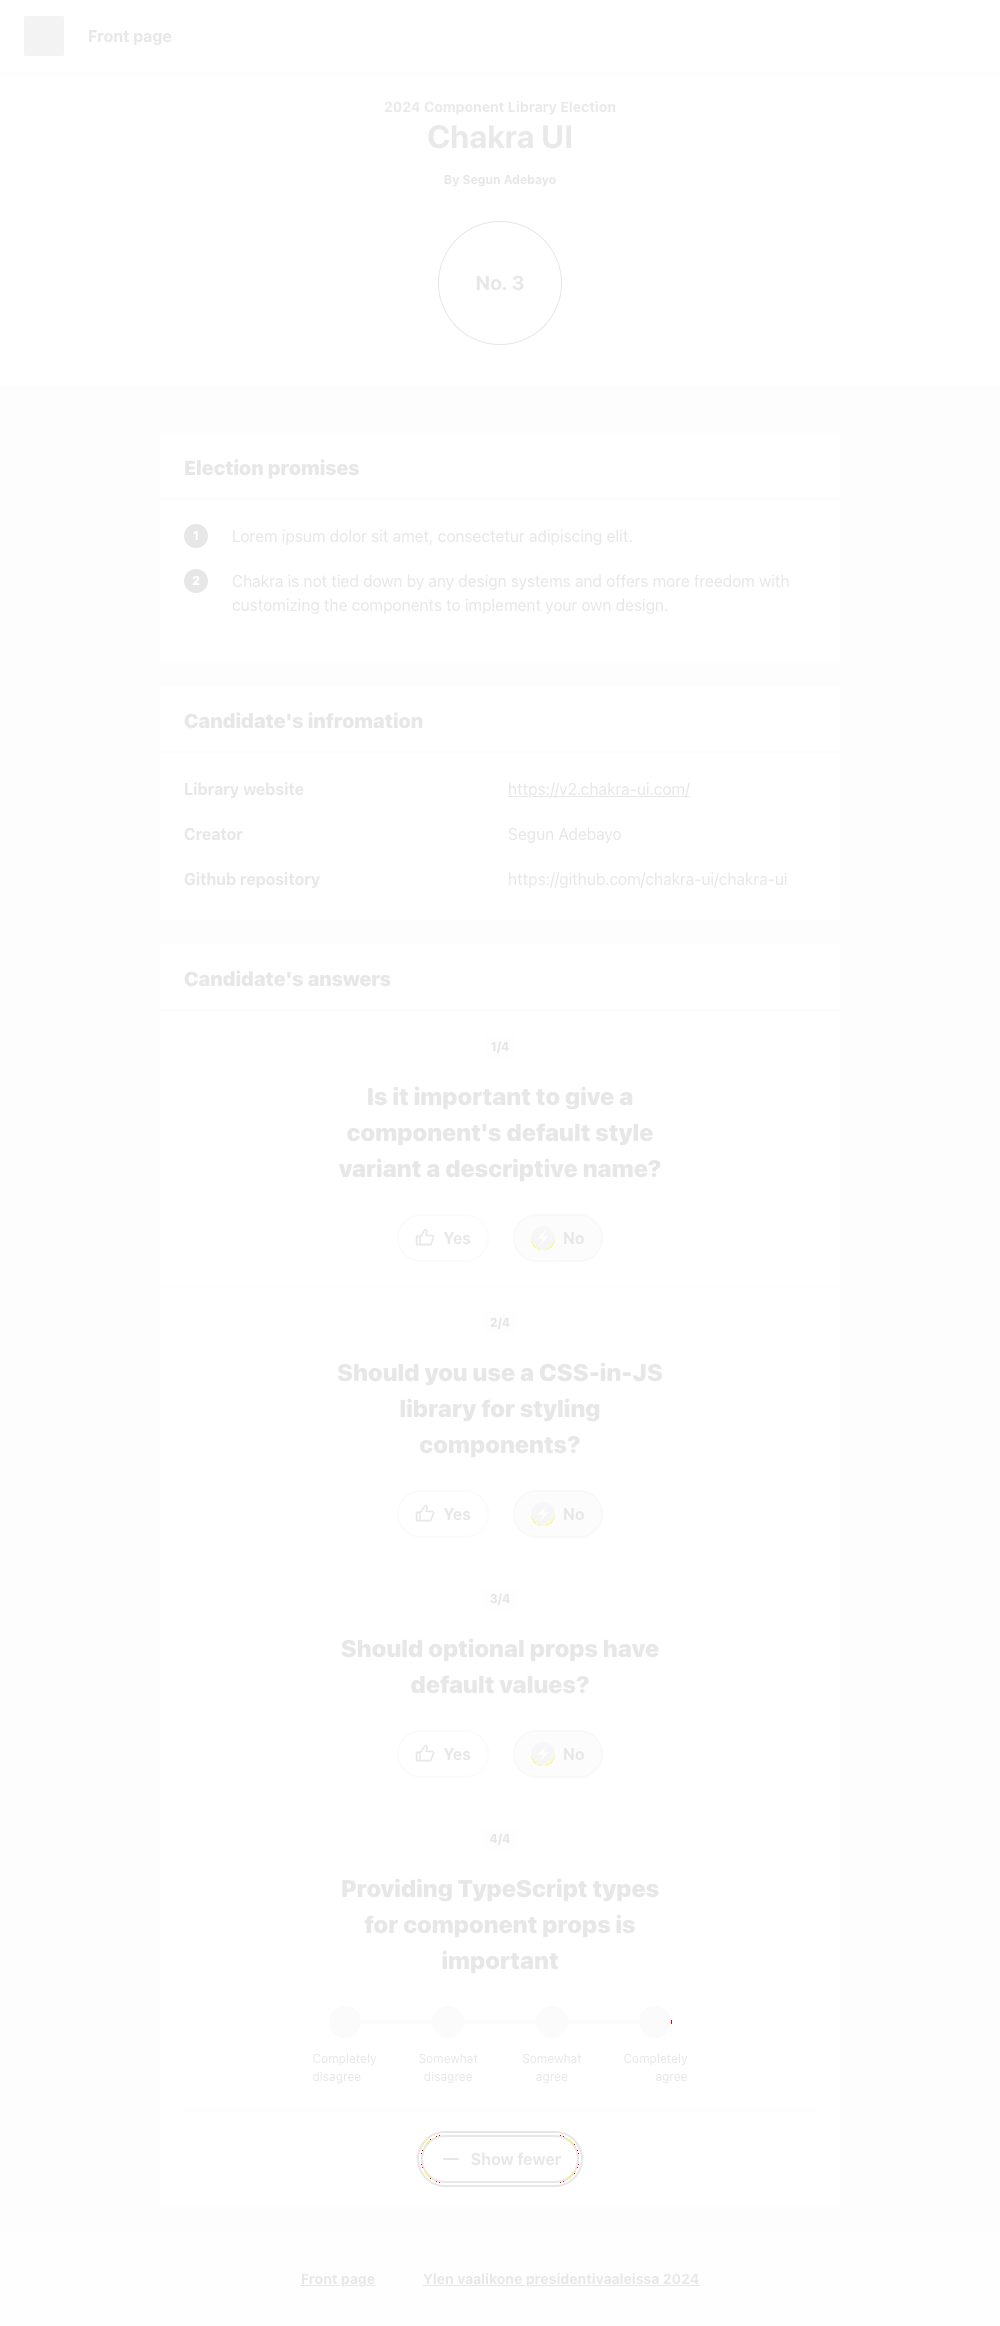 Front page
2024 Component Library Election
Chakra UI
By Segun Adebayo
No. 3
Election promises
1 Lorem ipsum dolor sit amet, consectetur adipiscing elit.
2 Chakra is not tied down by any design systems and offers more freedom with
customizing the components to implement your own design.
Candidate's infromation
Library website https://v2.chakra-ui.com/
Creator Segun Adebayo
Github repository https://github.com/chakra-ui/chakra-ui
Candidate's answers
1/4
Is it important to give a
component's default style
variant a descriptive name?
Yes No
2/4
Should you use a CSS-in-JS
library for styling
components?
Yes No
3/4
Should optional props have
default values?
Yes No
4/4
Providing TypeScript types
for component props is
important
Completely Somewhat Somewhat Completely
disagree disagree agree agree
Show fewer
Front page Ylen vaalikone presidentivaaleissa 2024